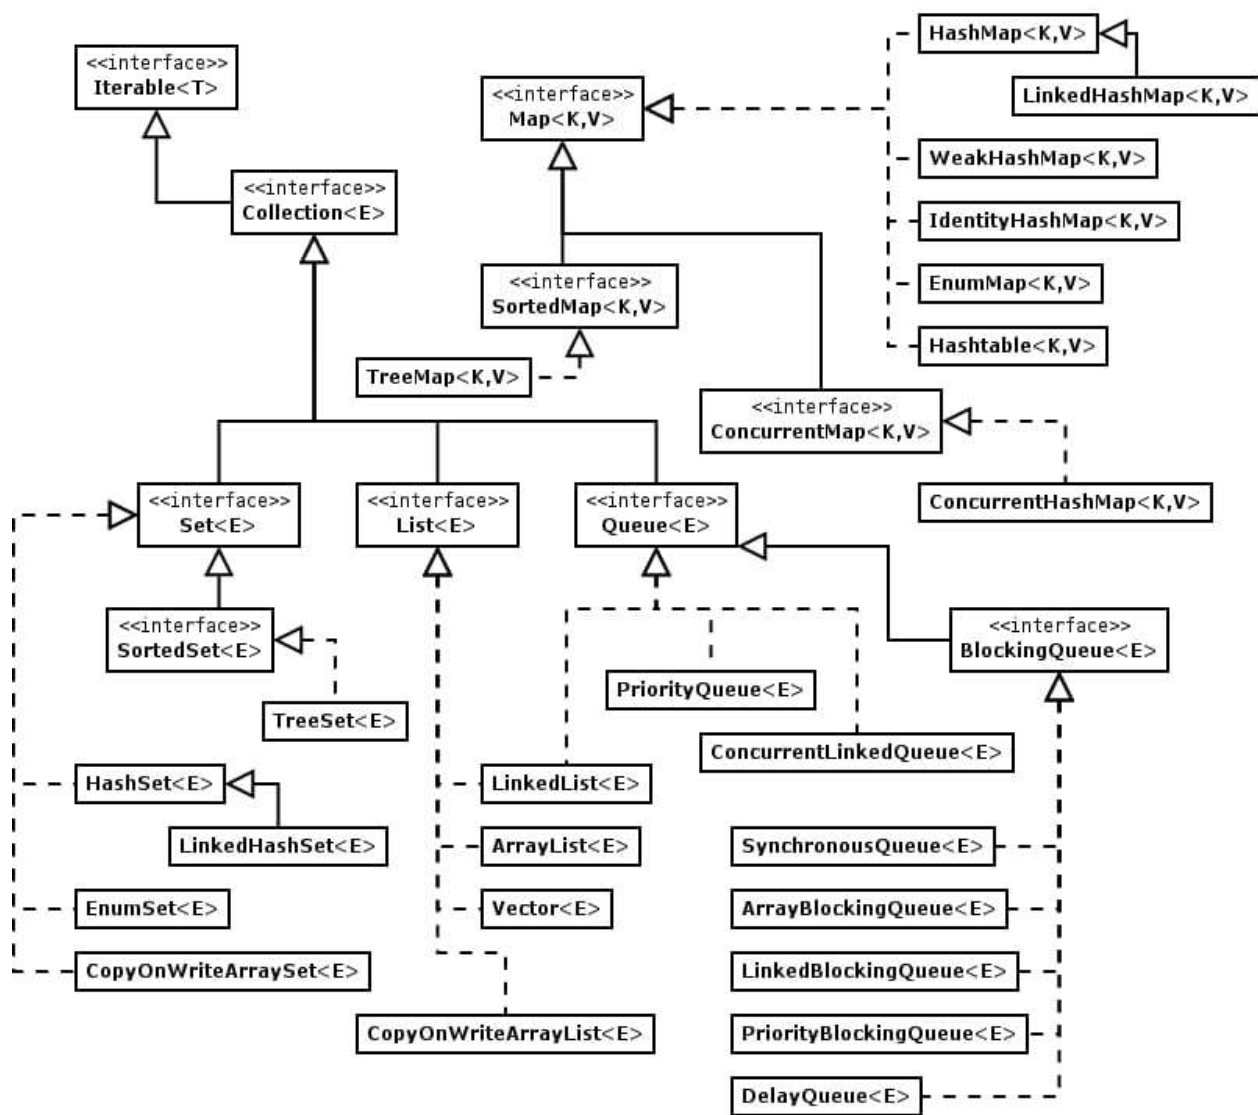 HashMap<K,V>
<<interface>>
Iterable<T>
<<interface>>
Map<K,V>
LinkedHashMap<K,V>
WeakHashMap<K,V>
<<interface>>
Collection<E>
IdentityHashMap<K,V>
<<interface>>
SortedMap<K,V>
EnumMap<K,V>
Hashtable<K,V>
TreeMap<K,V>
<<interface>>
ConcurrentMap<K,V>
<<interface>>
Set<E>
<<interface>>
List<E>
<<interface>>
Queue<E>
ConcurrentHashMap<K,V>
<<interface>>
SortedSet<E>
<<interface>>
BlockingQueue<E>
PriorityQueue<E>
TreeSet<E>
ConcurrentLinkedQueue<E>
HashSet<E>
LinkedList<E>
LinkedHashSet<E>
ArrayList<E>
SynchronousQueue<E>
EnumSet<E>
Vector<E>
ArrayBlockingQueue<E>
CopyOnWriteArraySet<E>
LinkedBlockingQueue<E>
CopyOnWriteArrayList<E>
PriorityBlockingQueue<E>
DelayQueue<E>